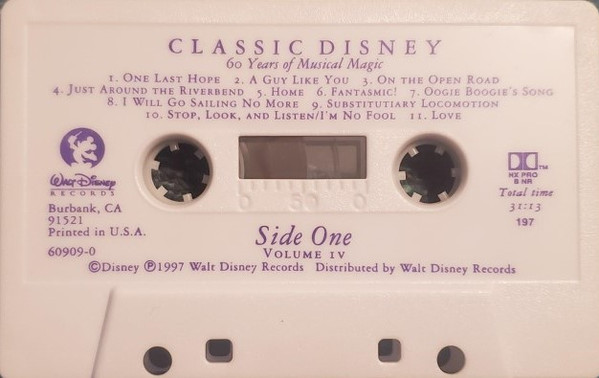 CLASSIC DISNEY
60 Years of Musical Magic
1. ONE LAST HOPE 2. A GUY LIKE YOU 3. ON THE OPEN ROAD
4. JUST AROUND THE RIVERBEND 5. HOME 6. FANTASMIC! 7. OOGIE BOOGIE'S SONG
8. I WILL GO SAILING NO MORE 9. SUBSTITUTIARY LOCOMOTION
10. STOP, LOOK, AND LISTEN/I'M NO FOOL 11. LOVE
Walt Disney
RECORDS
Burbank, CA
91521
Printed in U.S.A.
60909-0
DOLBY
HX PRO
B NR
Total time
31:13
197
0 50 0
Side One
VOLUME IV
©Disney ℗1997 Walt Disney Records Distributed by Walt Disney Records